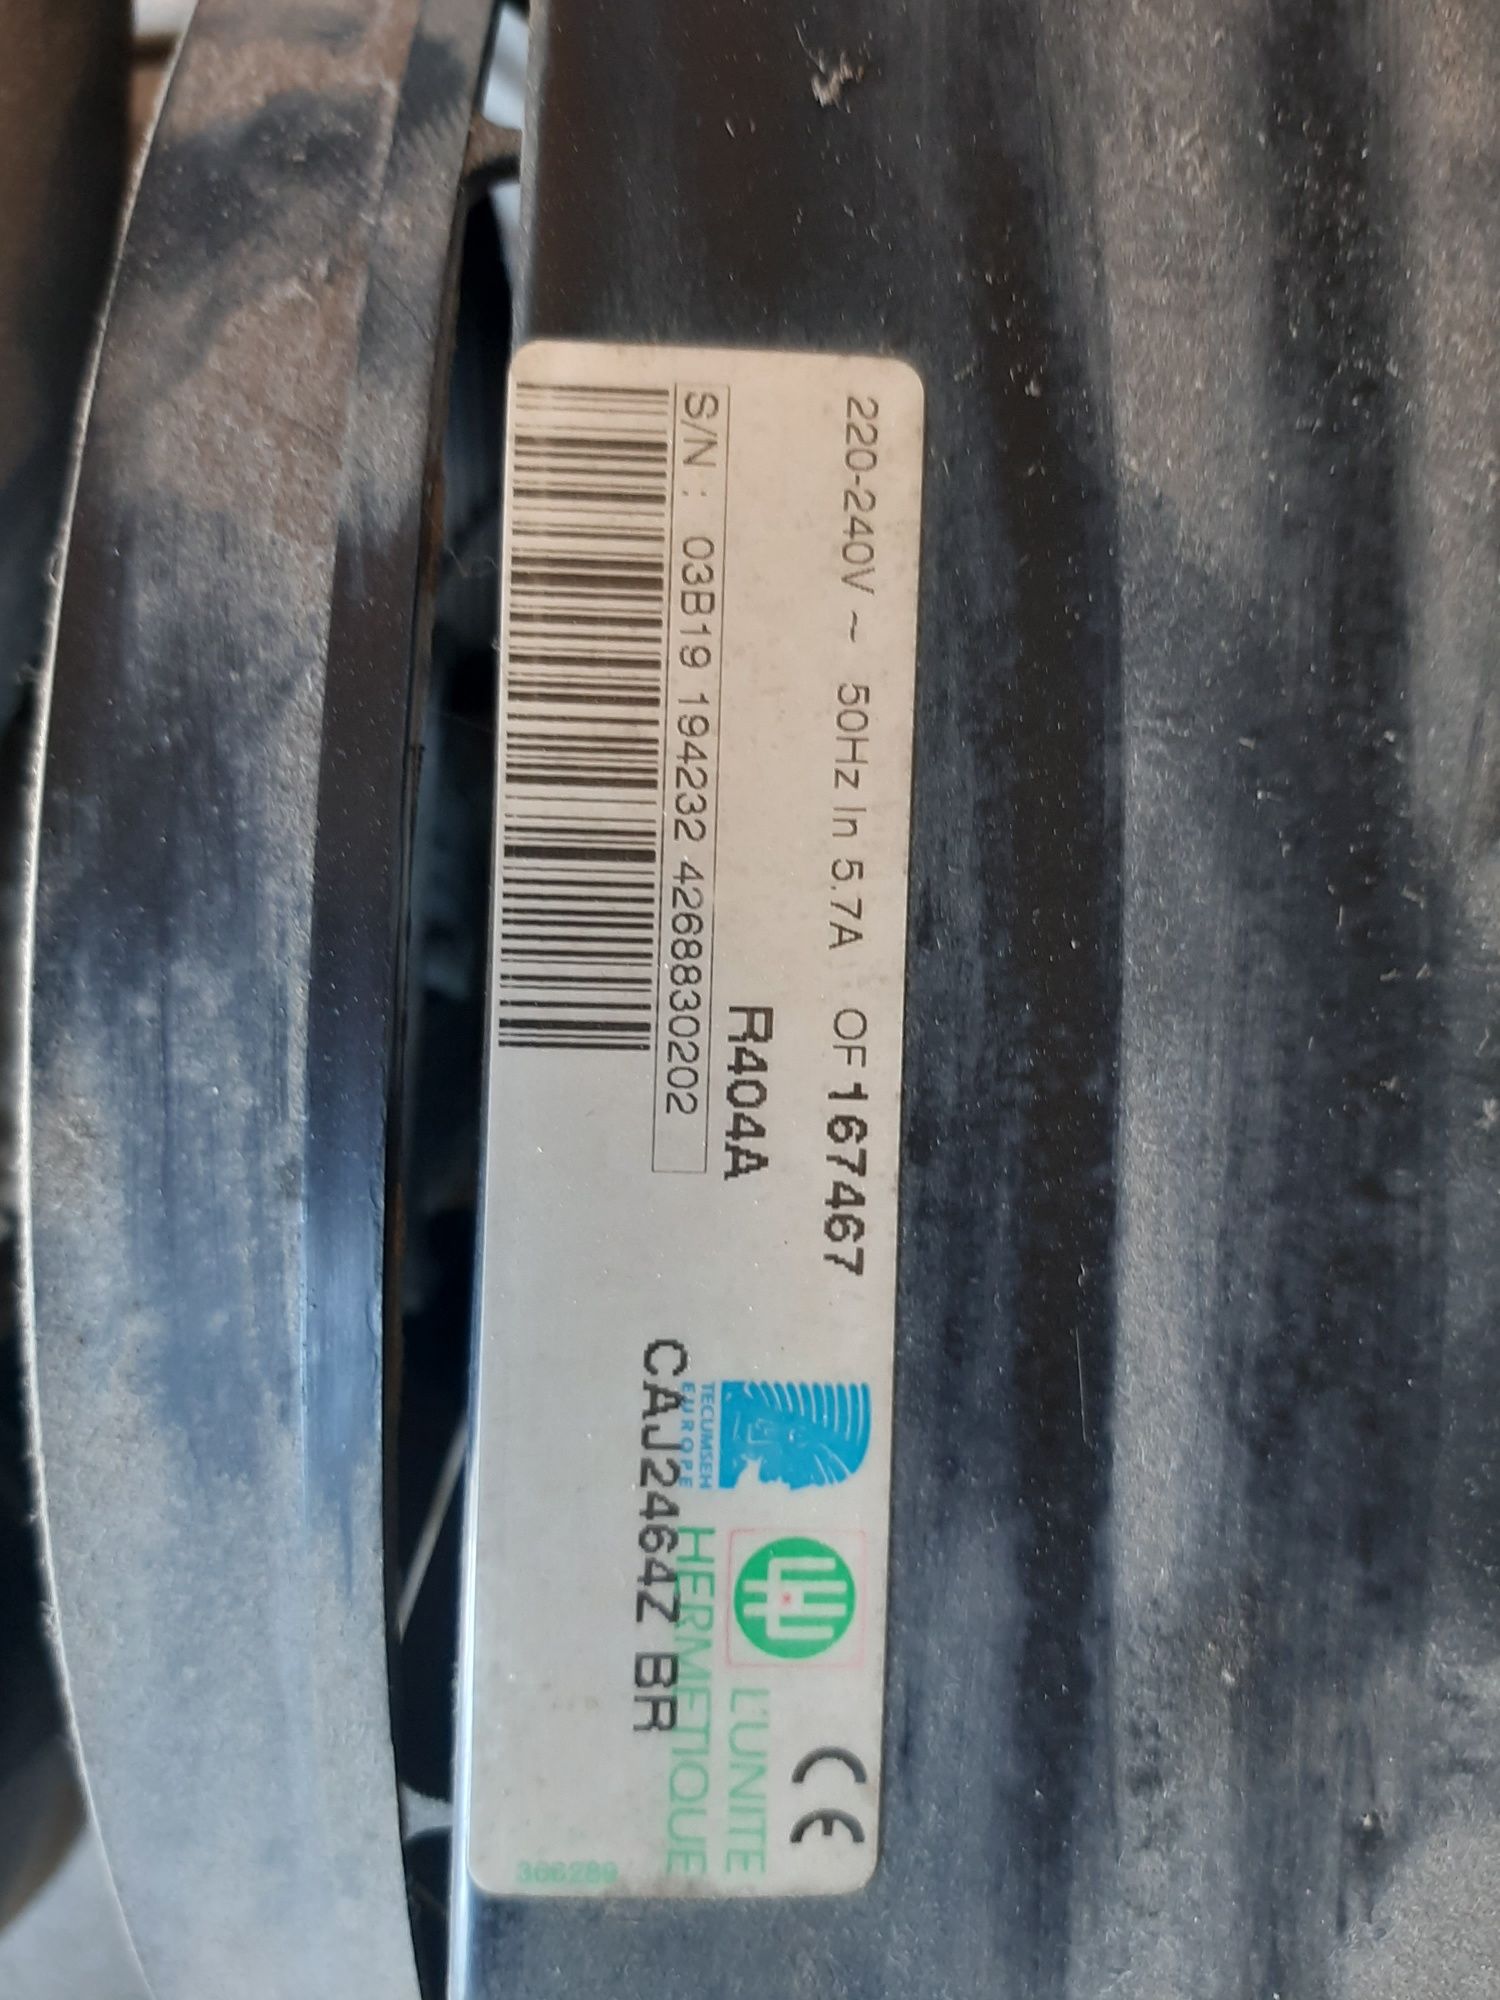 220-240V ~ 50Hz In 5.7A OF 167467
R404A
S/N : 03B19 194232 4268830202
TECUMSEH
EUROPE
CE
L'UNITE
HERMETIQUE
CAJ2464Z BR
366289